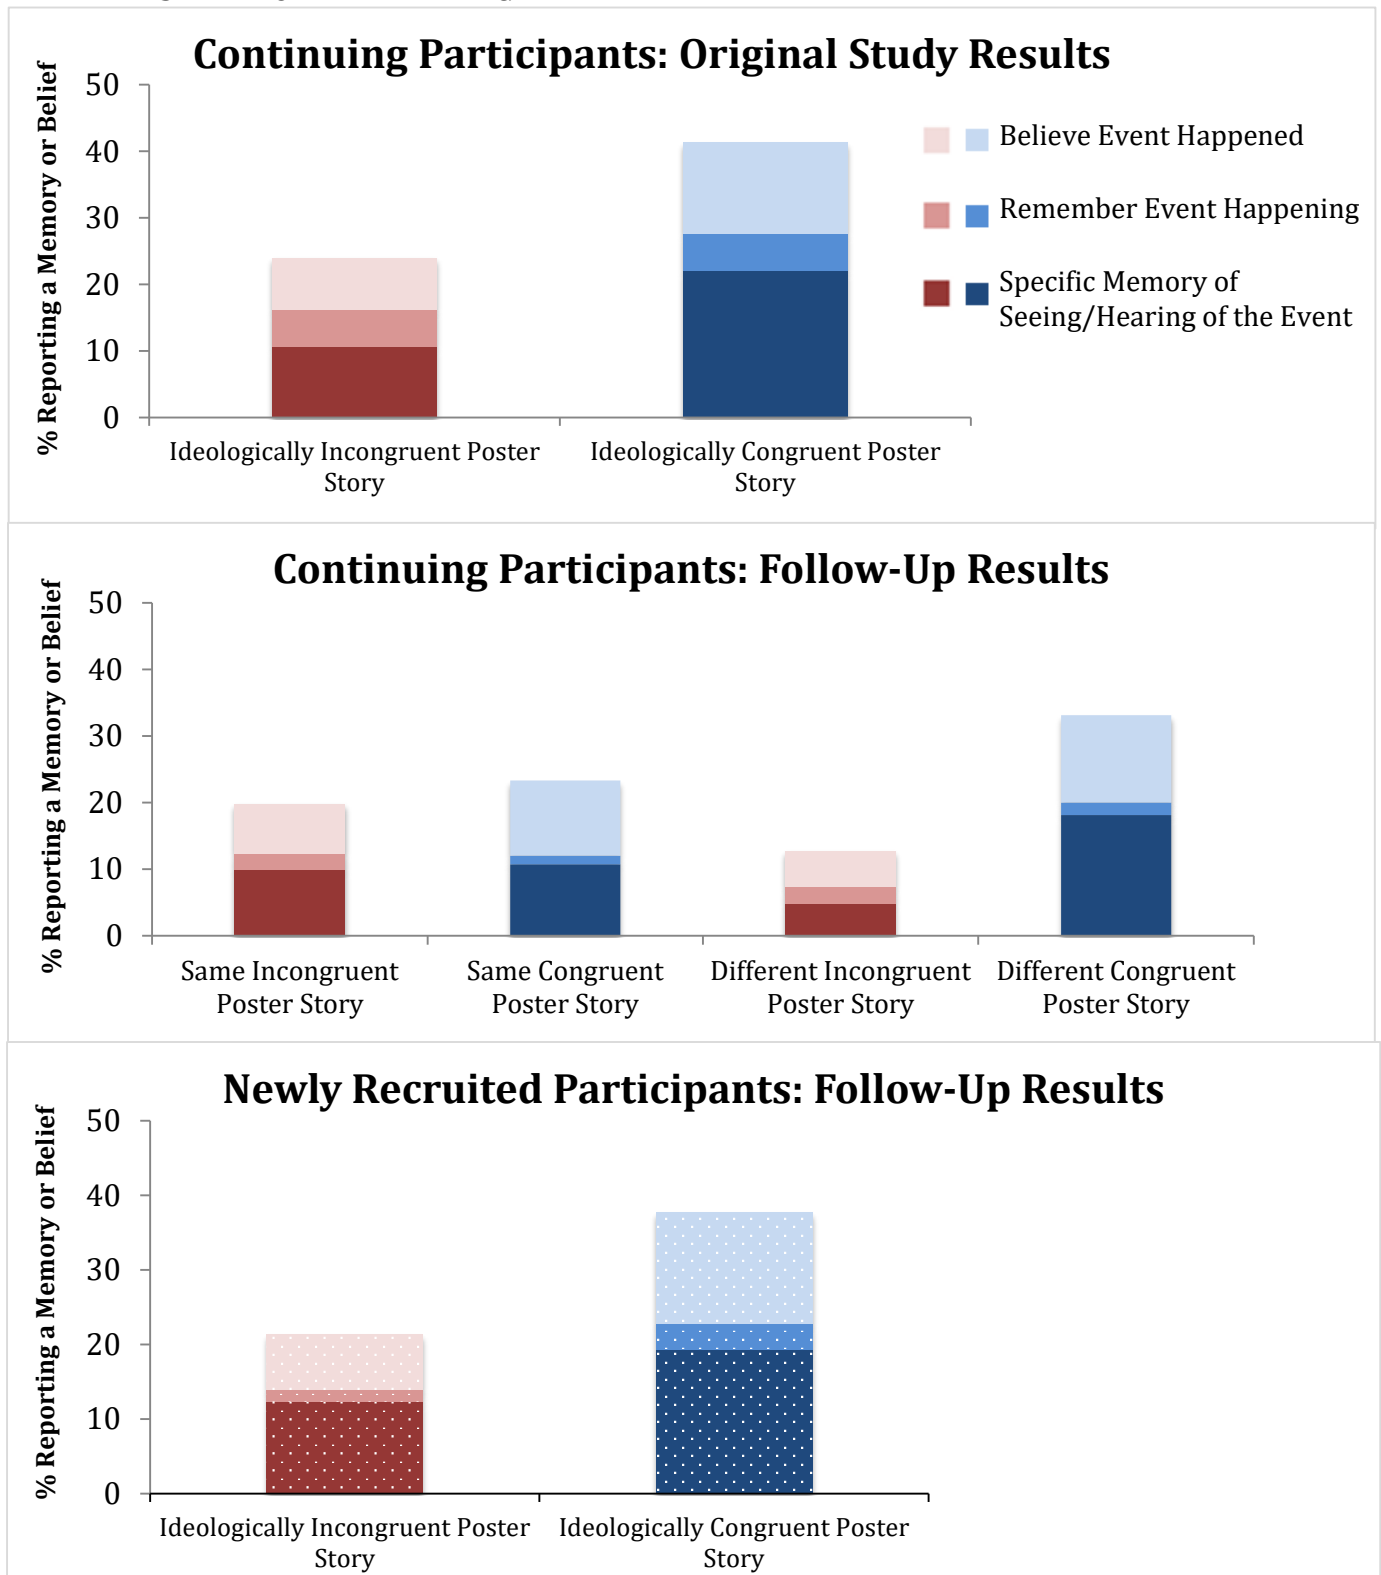 Continuing Participants: Original Study Results
% Reporting a Memory or Belief
50
40
30
20
10
0
Believe Event Happened
Remember Event Happening
Specific Memory of
Seeing/Hearing of the Event
Ideologically Incongruent Poster
Story
Ideologically Congruent Poster
Story
Continuing Participants: Follow-Up Results
% Reporting a Memory or Belief
50
40
30
20
10
0
Same Incongruent
Poster Story
Same Congruent
Poster Story
Different Incongruent
Poster Story
Different Congruent
Poster Story
Newly Recruited Participants: Follow-Up Results
% Reporting a Memory or Belief
50
40
30
20
10
0
Ideologically Incongruent Poster
Story
Ideologically Congruent Poster
Story